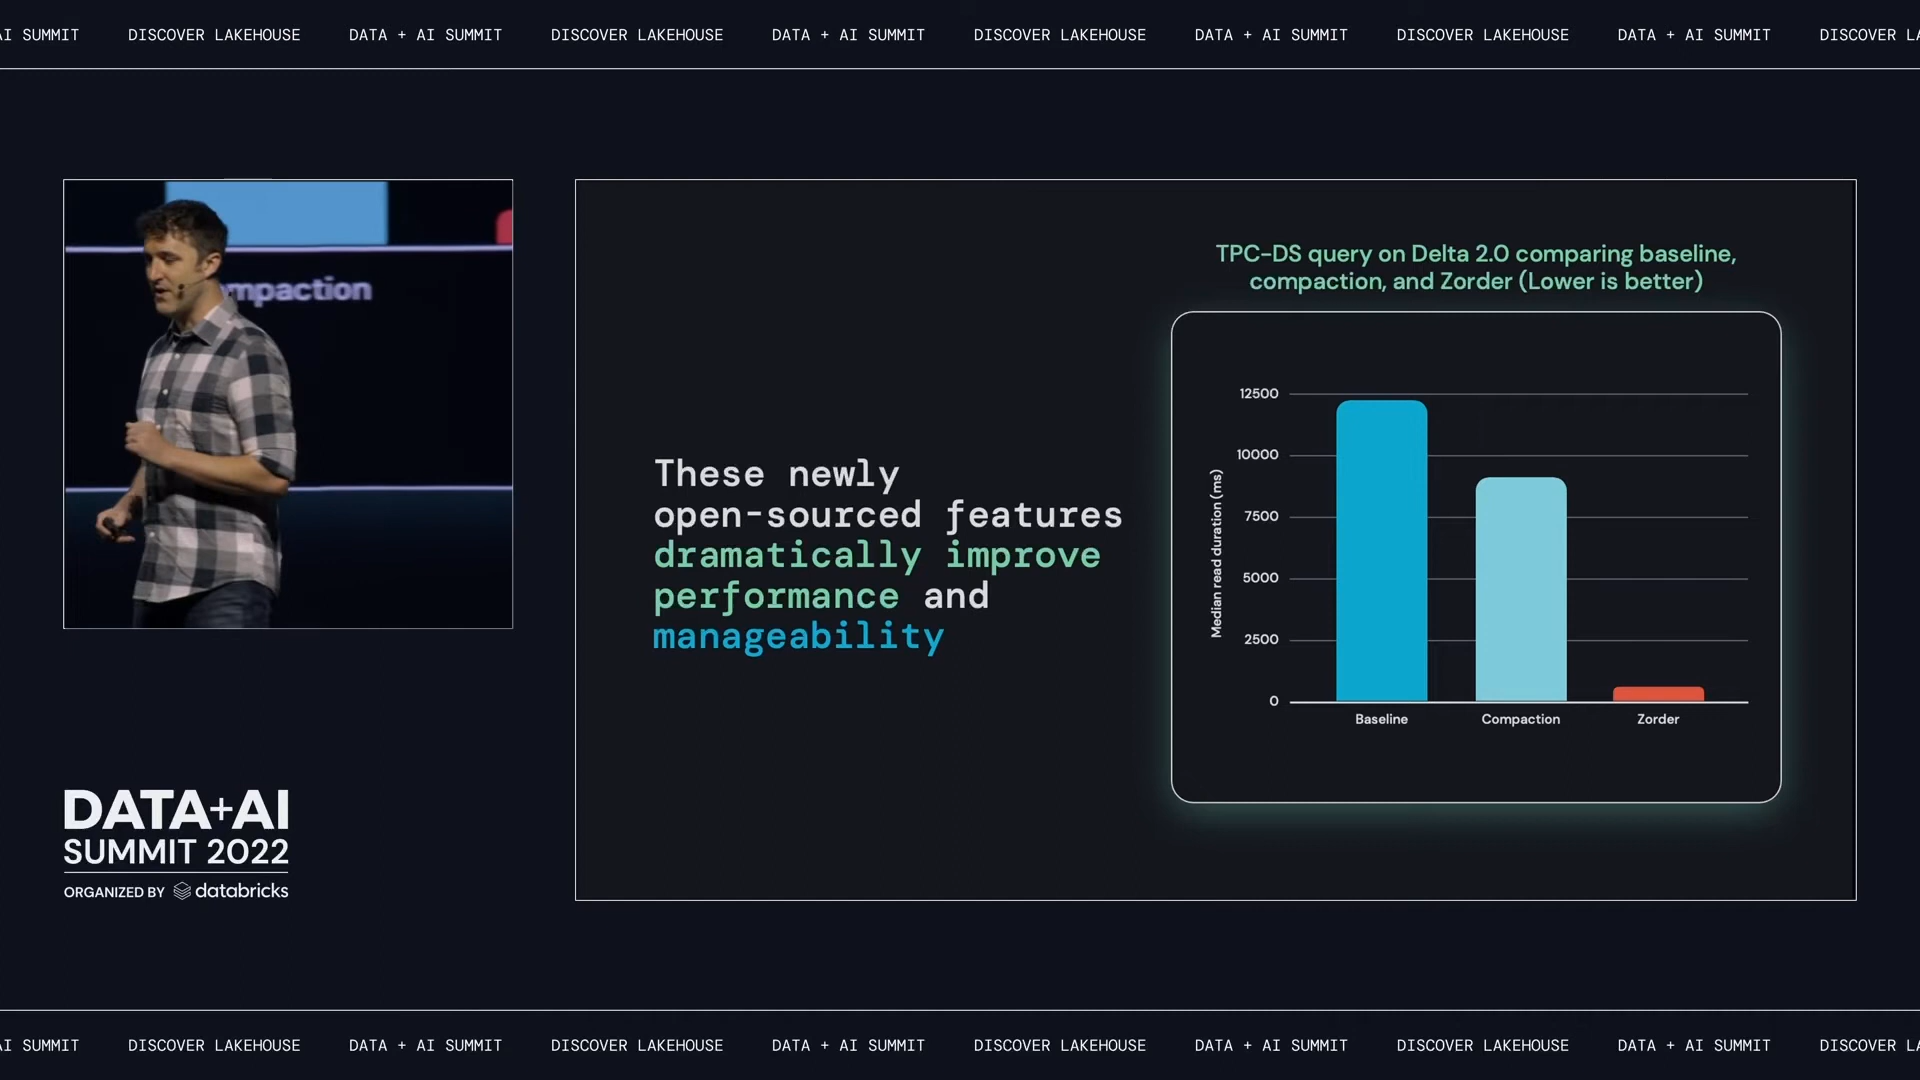 AI SUMMIT DISCOVER LAKEHOUSE DATA + AI SUMMIT DISCOVER LAKEHOUSE DATA + AI SUMMIT DISCOVER LAKEHOUSE DATA + AI SUMMIT DISCOVER LAKEHOUSE DATA + AI SUMMIT DISCOVER LA
mpaction
These newly
open-sourced features
dramatically improve
performance and
manageability
TPC-DS query on Delta 2.0 comparing baseline,
compaction, and Zorder (Lower is better)
Median read duration (ms)
12500
10000
7500
5000
2500
0
Baseline Compaction Zorder
DATA+AI
SUMMIT 2022
ORGANIZED BY databricks
AI SUMMIT DISCOVER LAKEHOUSE DATA + AI SUMMIT DISCOVER LAKEHOUSE DATA + AI SUMMIT DISCOVER LAKEHOUSE DATA + AI SUMMIT DISCOVER LAKEHOUSE DATA + AI SUMMIT DISCOVER LA